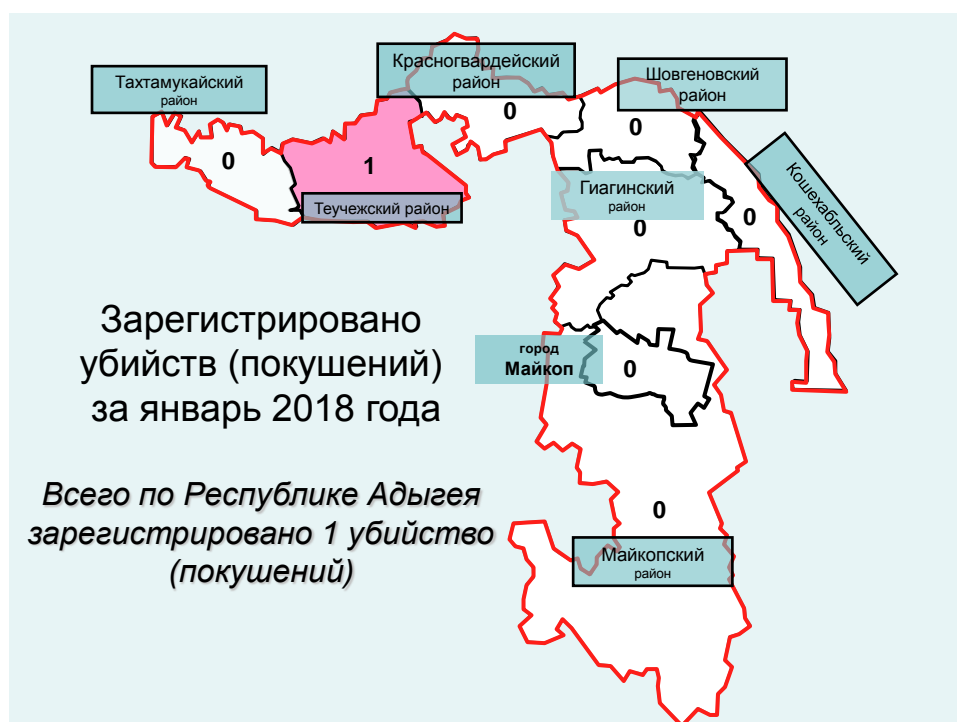 Красногвардейский
район
0
Тахтамукайский
район
0
Шовгеновский
район
0
1
Теучежский район
Гиагинский
район
0
Кошехабльский
район
0
Зарегистрировано
убийств (покушений)
за январь 2018 года
город
Майкоп
0
Всего по Республике Адыгея
зарегистрировано 1 убийство
(покушений)
0
Майкопский
район